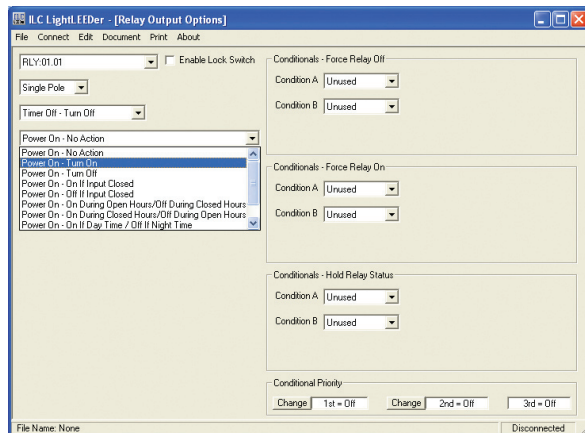 ILC LightLEEDer - [Relay Output Options]
File Connect Edit Document Print About
RLY:01.01
Enable Lock Switch
Single Pole
Timer Off - Turn Off
Power On - No Action
Power On - No Action
Power On - Turn On
Power On - Turn Off
Power On - On If Input Closed
Power On - Off If Input Closed
Power On - On During Open Hours/Off During Closed Hours
Power On - On During Closed Hours/Off During Open Hours
Power On - On If Day Time / Off If Night Time
Conditionals - Force Relay Off
Condition A Unused
Condition B Unused
Conditionals - Force Relay On
Condition A Unused
Condition B Unused
Conditionals - Hold Relay Status
Condition A Unused
Condition B Unused
Conditional Priority
Change 1st = Off Change 2nd = Off 3rd = Off
File Name: None Disconnected